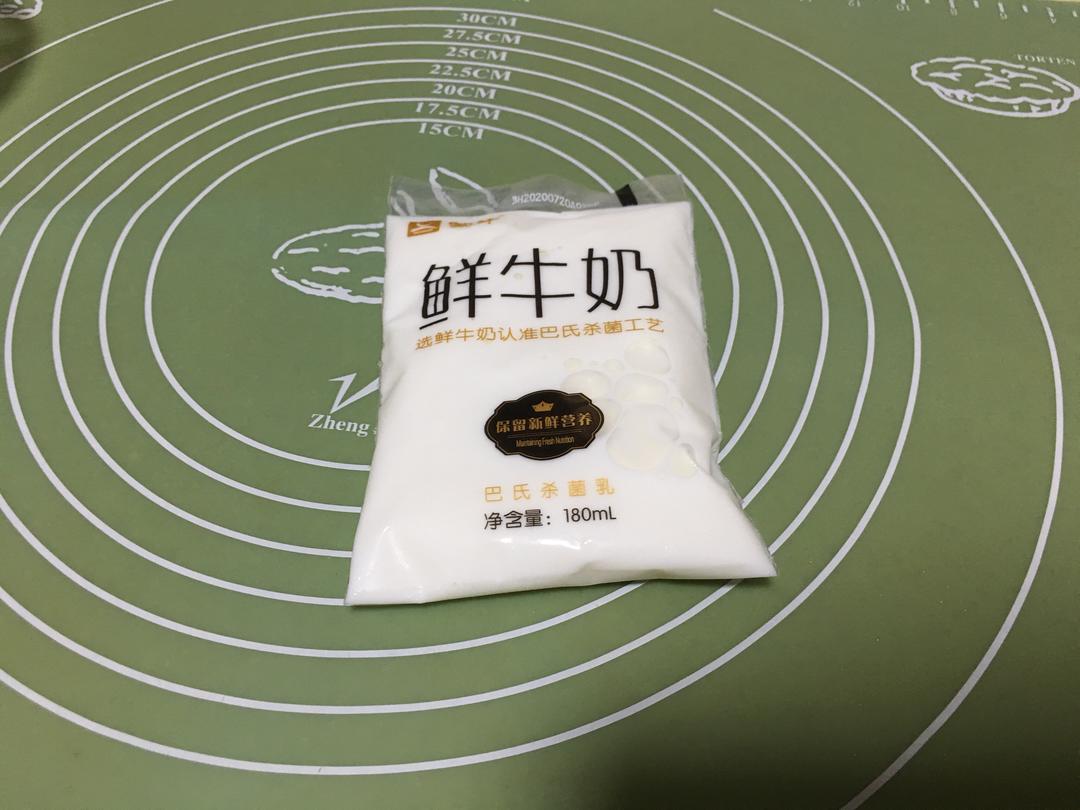 30CM
27.5CM
25CM
22.5CM
20CM
17.5CM
15CM
TORTEN
鲜牛奶
选鲜牛奶认准巴氏杀菌工艺
保留新鲜营养
Maintaining Fresh Nutrition
巴氏杀菌乳
净含量：180mL
Zheng